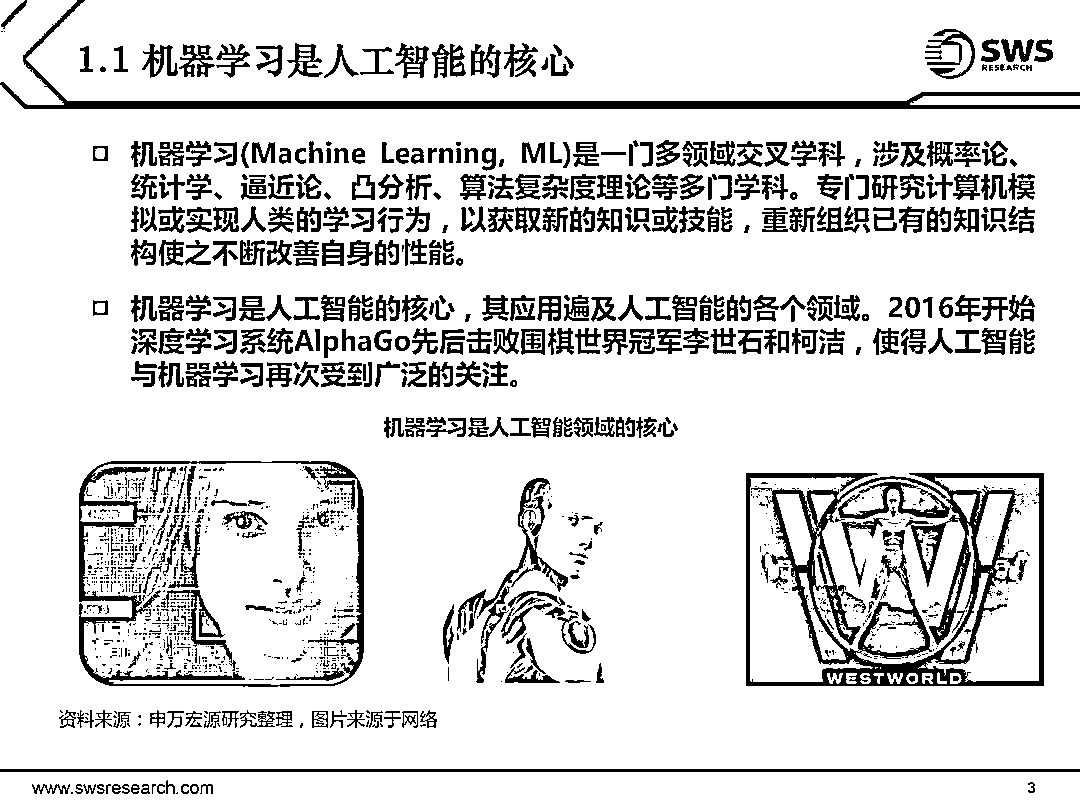 1.1 机器学习是人工智能的核心
SWS
RESEARCH
机器学习(Machine Learning, ML)是一门多领域交叉学科，涉及概率论、
统计学、逼近论、凸分析、算法复杂度理论等多门学科。专门研究计算机模
拟或实现人类的学习行为，以获取新的知识或技能，重新组织已有的知识结
构使之不断改善自身的性能。
机器学习是人工智能的核心，其应用遍及人工智能的各个领域。2016年开始
深度学习系统AlphaGo先后击败围棋世界冠军李世石和柯洁，使得人工智能
与机器学习再次受到广泛的关注。
机器学习是人工智能领域的核心
WESTWORLD
资料来源：申万宏源研究整理，图片来源于网络
www.swsresearch.com
3